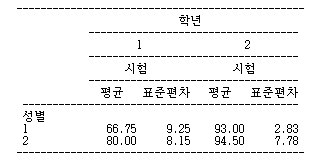 학년
1 2
시험 시험
평균 표준편차 평균 표준편차
성별
1 66.75 9.25 93.00 2.83
2 80.00 8.15 94.50 7.78